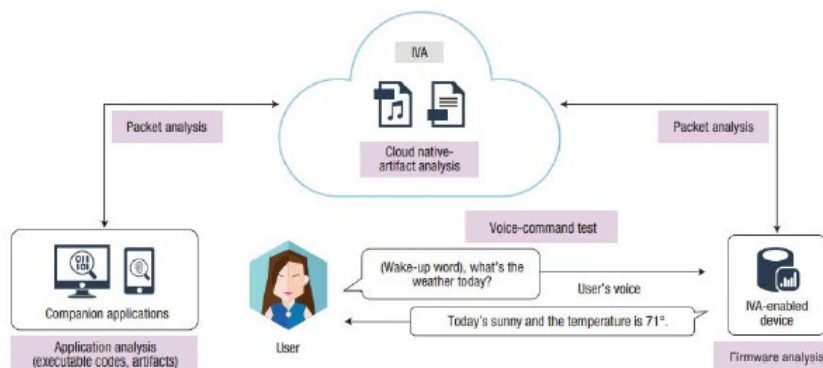 IVA
Packet analysis
Packet analysis
Cloud native-
artifact analysis
Voice-command test
(Wake-up word), what's the
weather today?
User's voice
Today's sunny and the temperature is 71°.
Companion applications
User
IVA-enabled
device
Application analysis
(executable codes, artifacts)
Firmware analysis